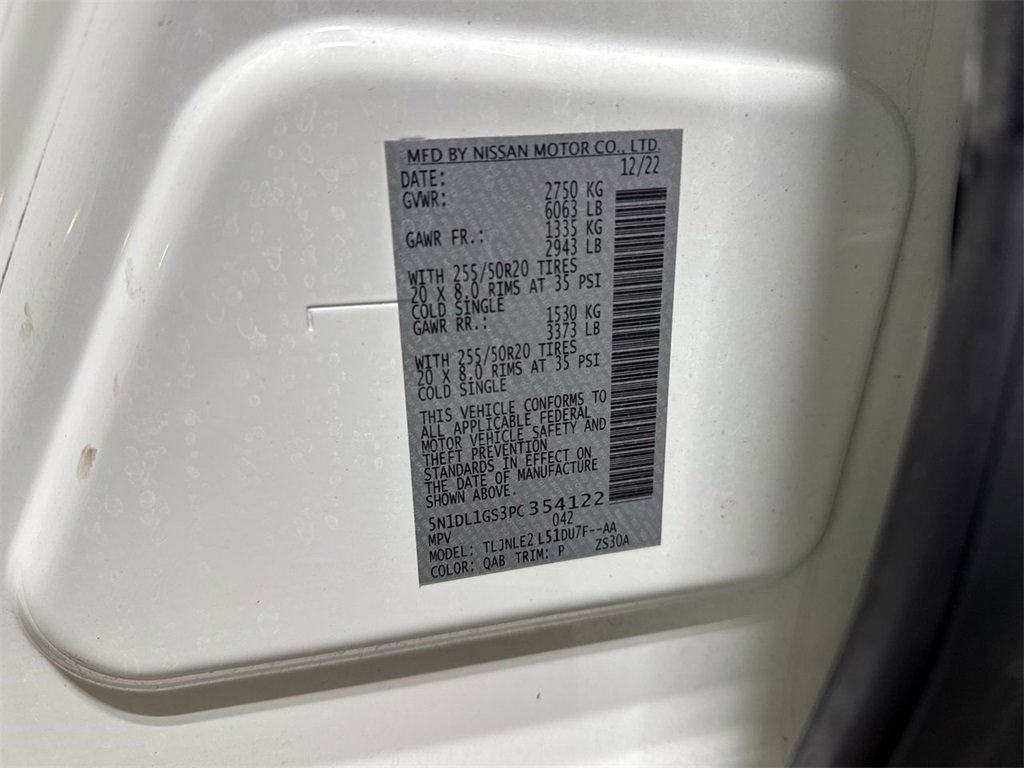 MFD BY NISSAN MOTOR CO., LTD.
DATE: 12/22
GVWR: 2750 KG
6063 LB
GAWR FR.: 1335 KG
2943 LB
WITH 255/50R20 TIRES
20 X 8.0 RIMS AT 35 PSI
COLD SINGLE
GAWR RR.: 1530 KG
3373 LB
WITH 255/50R20 TIRES
20 X 8.0 RIMS AT 35 PSI
COLD SINGLE
THIS VEHICLE CONFORMS TO
ALL APPLICABLE FEDERAL
MOTOR VEHICLE SAFETY AND
THEFT PREVENTION
STANDARDS IN EFFECT ON
THE DATE OF MANUFACTURE
SHOWN ABOVE.
5N1DL1GS3PC354122
MPV 042
MODEL: TLJNLE2 L51DU7F--AA
COLOR: QAB TRIM: P ZS30A